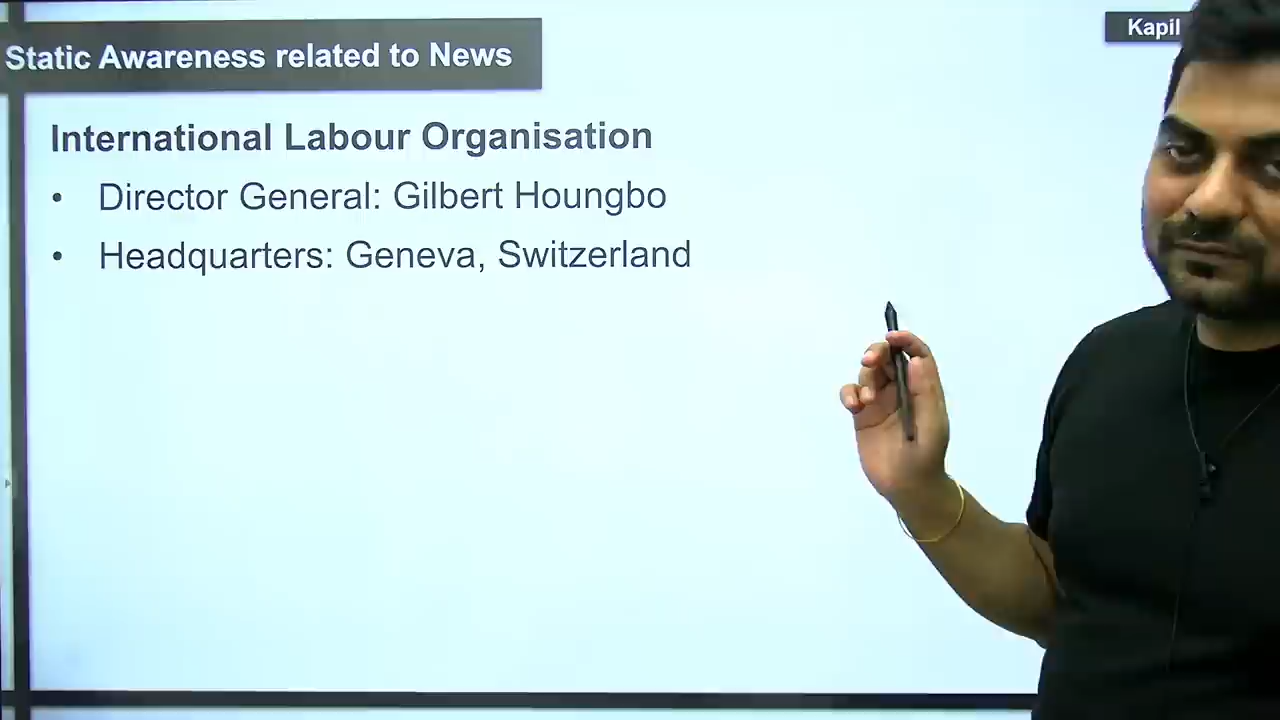 Static Awareness related to News
Kapil
International Labour Organisation
• Director General: Gilbert Houngbo
• Headquarters: Geneva, Switzerland